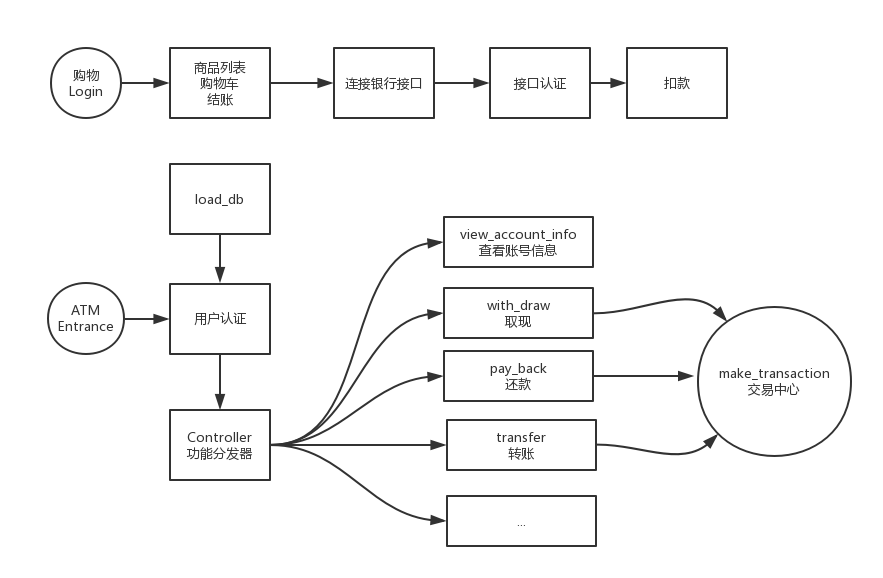 购物
Login
商品列表
购物车
结账
连接银行接口
接口认证
扣款
load_db
ATM
Entrance
用户认证
Controller
功能分发器
view_account_info
查看账号信息
with_draw
取现
pay_back
还款
transfer
转账
...
make_transaction
交易中心